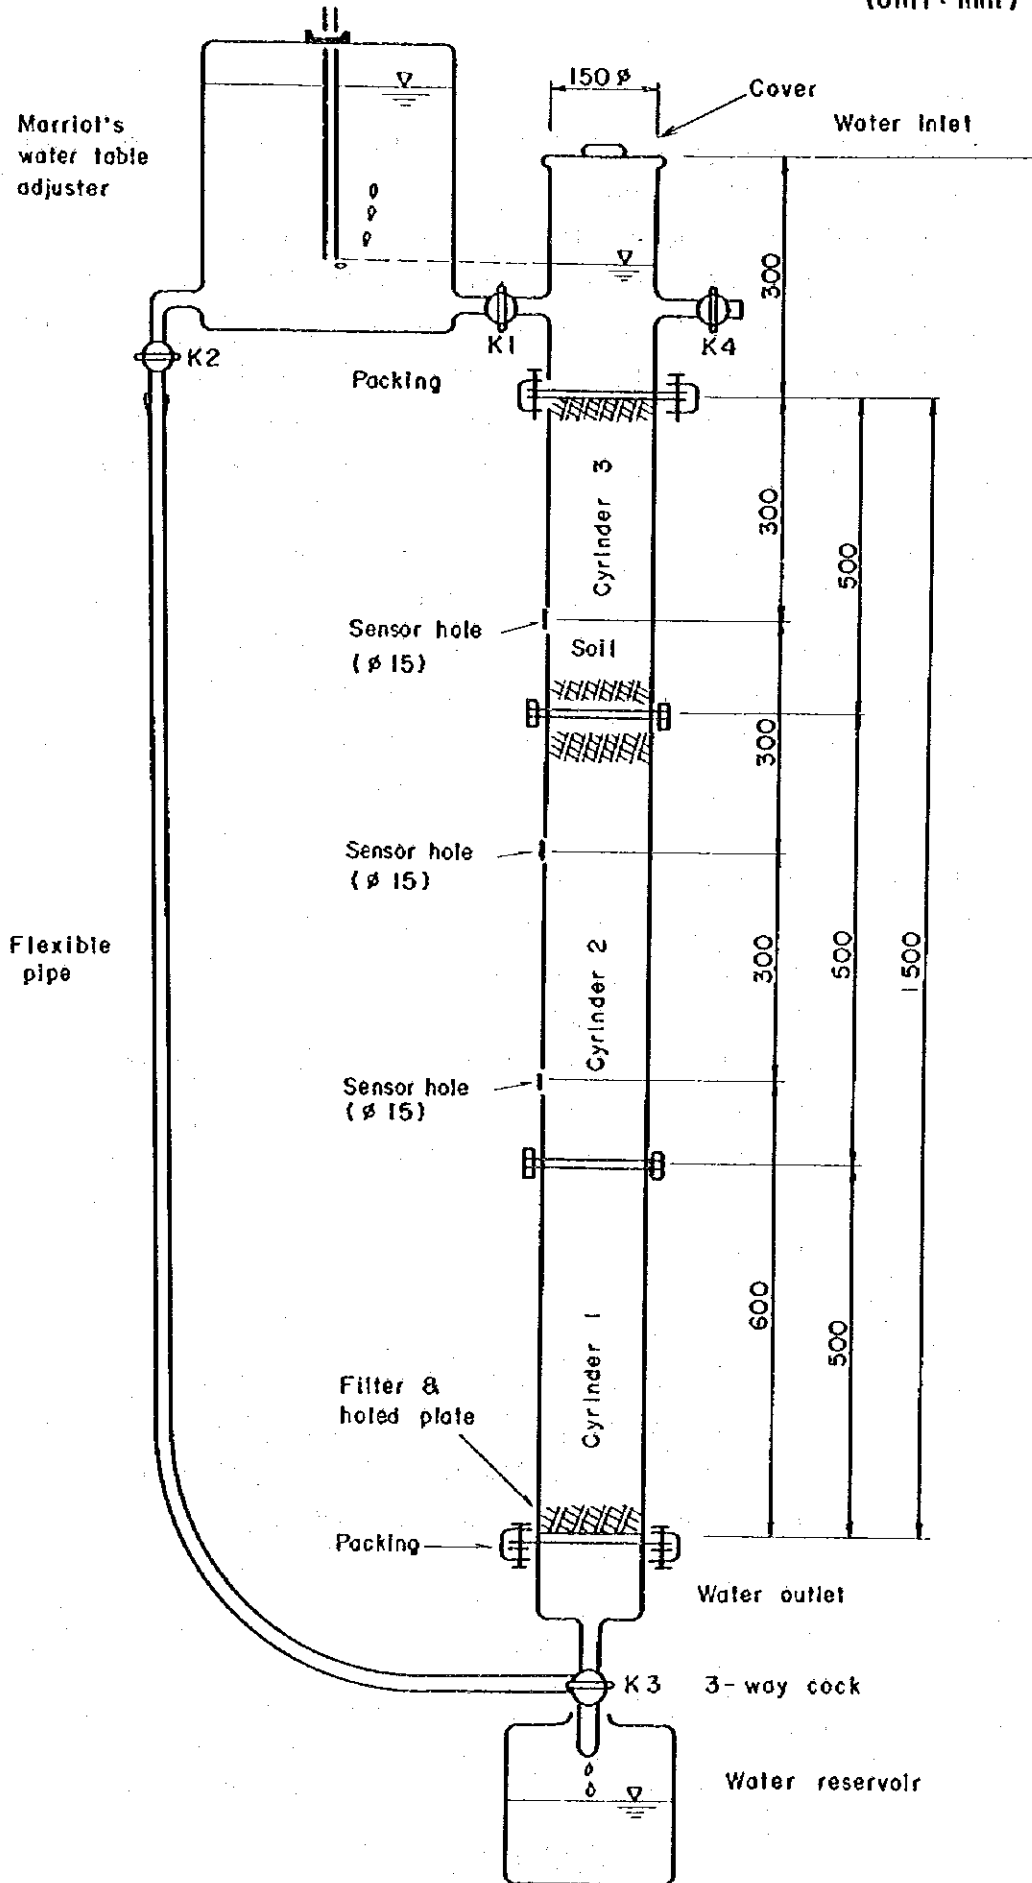 (Unit : mm)
150 ø
Cover
Water Inlet
Marriot's
water table
adjuster
300
K1
K4
K2
Packing
Cyrinder 3
300
500
Sensor hole
(ø 15)
Soil
300
Sensor hole
(ø 15)
Flexible
pipe
Cyrinder 2
300
500
1500
Sensor hole
(ø 15)
600
500
Cyrinder 1
Filter &
holed plate
Packing
Water outlet
K3
3-way cock
Water reservoir